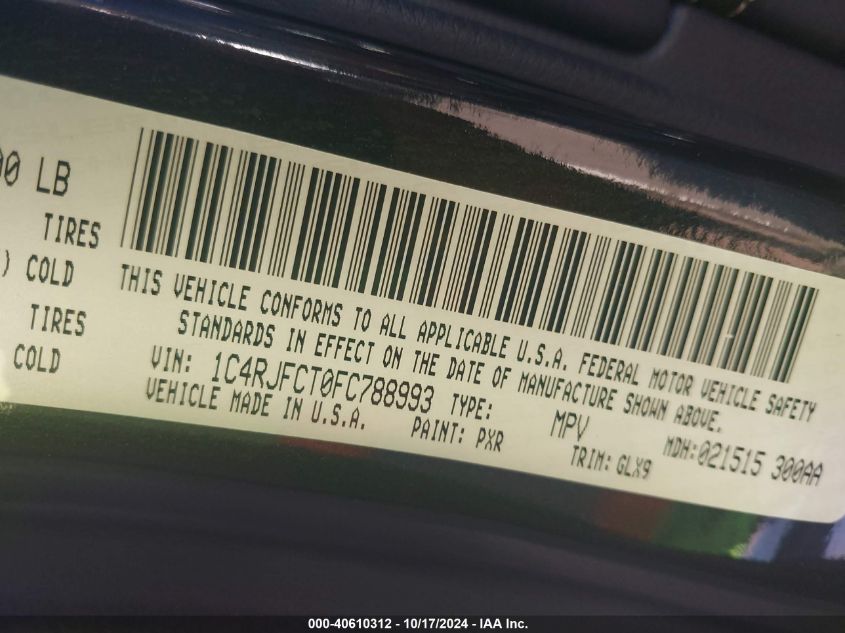 00 LB
TIRES
) COLD
TIRES
COLD
THIS VEHICLE CONFORMS TO ALL APPLICABLE U.S.A. FEDERAL MOTOR VEHICLE SAFETY
STANDARDS IN EFFECT ON THE DATE OF MANUFACTURE SHOWN ABOVE.
VIN: 1C4RJFCT0FC788993 TYPE: MPV MDH:021515 300AA
VEHICLE MADE IN U.S.A. PAINT: PXR TRIM: GLX9
000-40610312 - 10/17/2024 - IAA Inc.